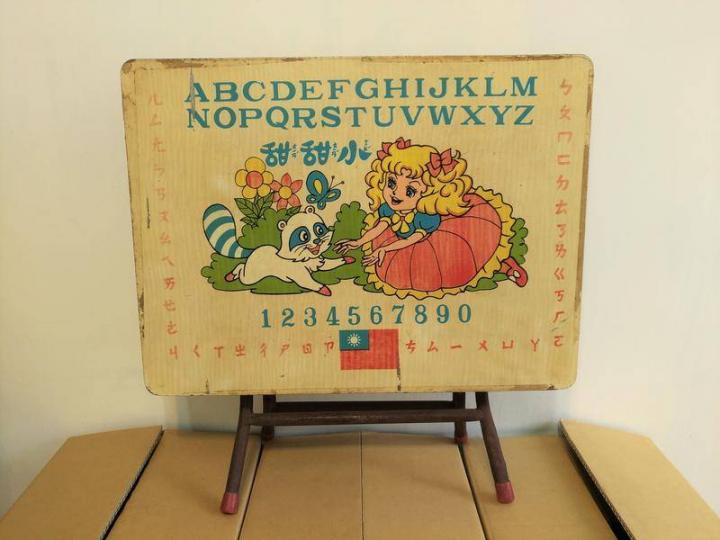 ABCDEFGHIJKLM
NOPQRSTUVWXYZ
小甜甜
1234567890
ㄅ
ㄆ
ㄇ
ㄈ
ㄉ
ㄊ
ㄋ
ㄌ
ㄍ
ㄎ
ㄏ
ㄐ ㄑ ㄒ ㄓ ㄔ ㄕ ㄖ ㄗ ㄘ ㄙ ㄧ ㄨ ㄩ ㄚ ㄛ
ㄜ
ㄝ
ㄞ
ㄟ
ㄠ
ㄡ
ㄢ
ㄣ
ㄤ
ㄥ
ㄦ